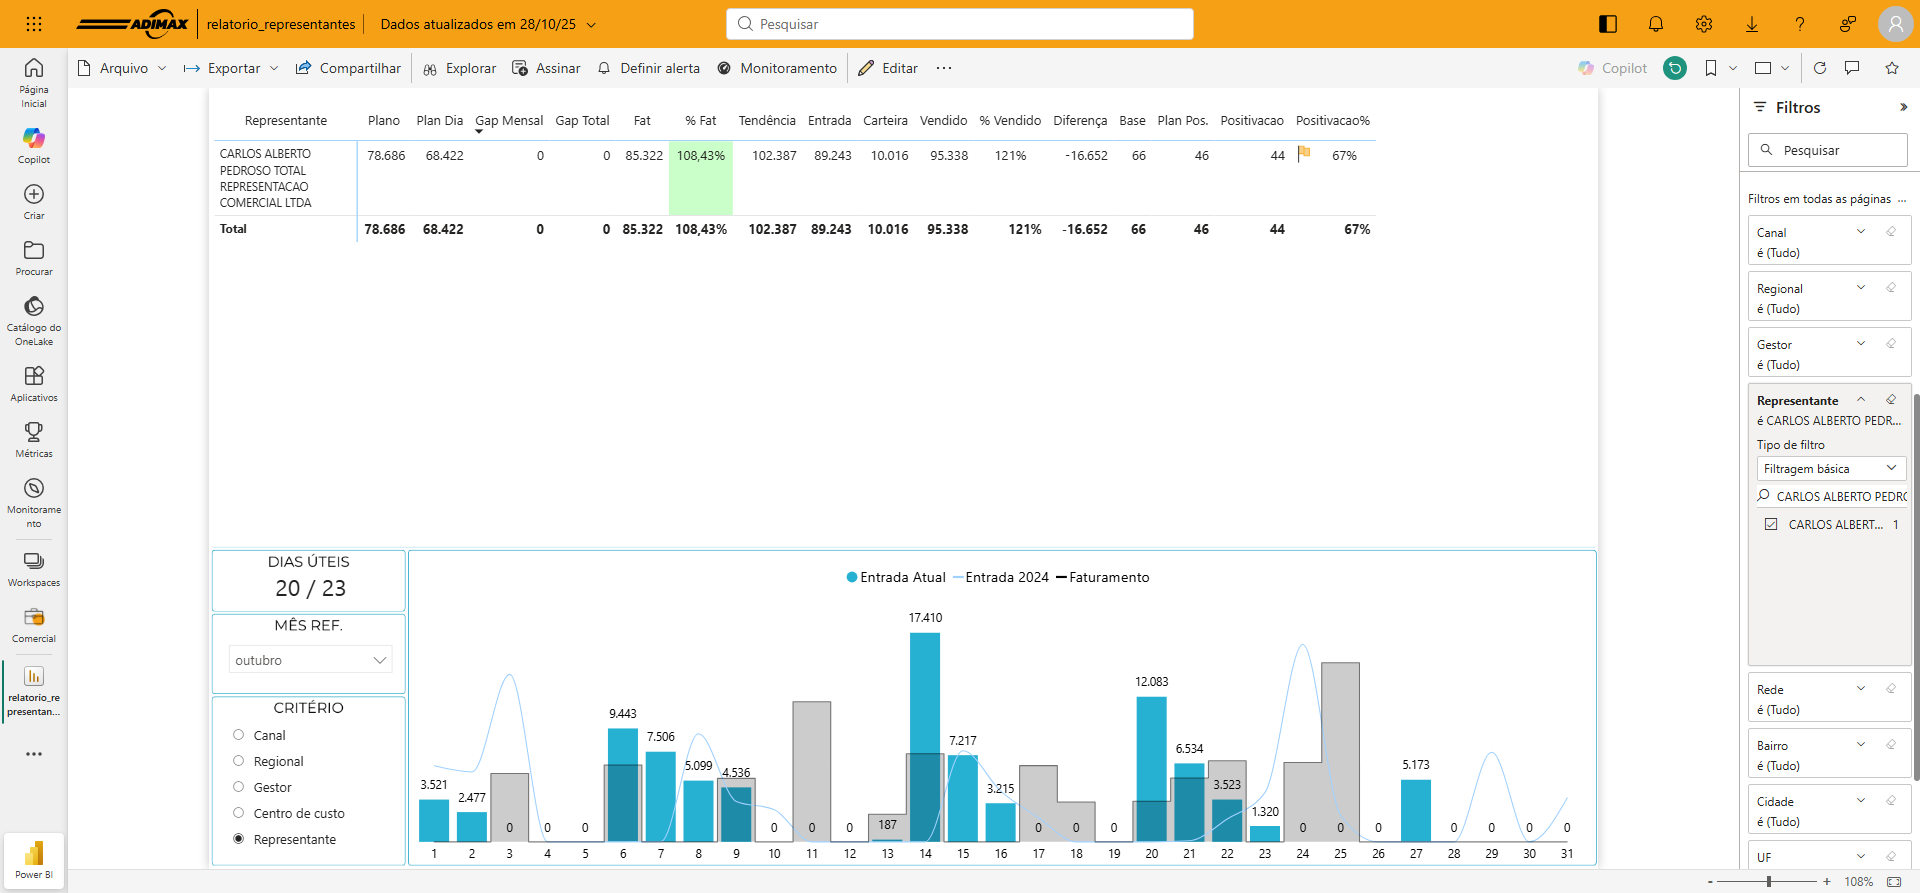 ADIMAX
relatorio_representantes
Dados atualizados em 28/10/25
Pesquisar
Arquivo
Exportar
Compartilhar
Explorar
Assinar
Definir alerta
Monitoramento
Editar
...
Copilot
Página
Inicial
Copilot
Criar
Procurar
Catálogo do
OneLake
Aplicativos
Métricas
Monitorame
nto
Workspaces
Comercial
relatorio_re
presentan...
Power BI
Representante Plano Plan Dia Gap Mensal Gap Total Fat % Fat Tendência Entrada Carteira Vendido % Vendido Diferença Base Plan Pos. Positivacao Positivacao%
CARLOS ALBERTO 78.686 68.422 0 0 85.322 108,43% 102.387 89.243 10.016 95.338 121% -16.652 66 46 44 67%
PEDROSO TOTAL
REPRESENTACAO
COMERCIAL LTDA
Total 78.686 68.422 0 0 85.322 108,43% 102.387 89.243 10.016 95.338 121% -16.652 66 46 44 67%
DIAS ÚTEIS
20 / 23
MÊS REF.
outubro
CRITÉRIO
Canal
Regional
Gestor
Centro de custo
Representante
Entrada Atual Entrada 2024 Faturamento
3.521 2.477 0 0 0 9.443 7.506 5.099 4.536 0 0 0 187 17.410 7.217 3.215 0 0 0 12.083 6.534 3.523 1.320 0 0 0 5.173 0 0 0 0
1 2 3 4 5 6 7 8 9 10 11 12 13 14 15 16 17 18 19 20 21 22 23 24 25 26 27 28 29 30 31
Filtros
Pesquisar
Filtros em todas as páginas ...
Canal
é (Tudo)
Regional
é (Tudo)
Gestor
é (Tudo)
Representante
é CARLOS ALBERTO PEDR...
Tipo de filtro
Filtragem básica
CARLOS ALBERTO PEDRO
CARLOS ALBERT... 1
Rede
é (Tudo)
Bairro
é (Tudo)
Cidade
é (Tudo)
UF
- + 108%